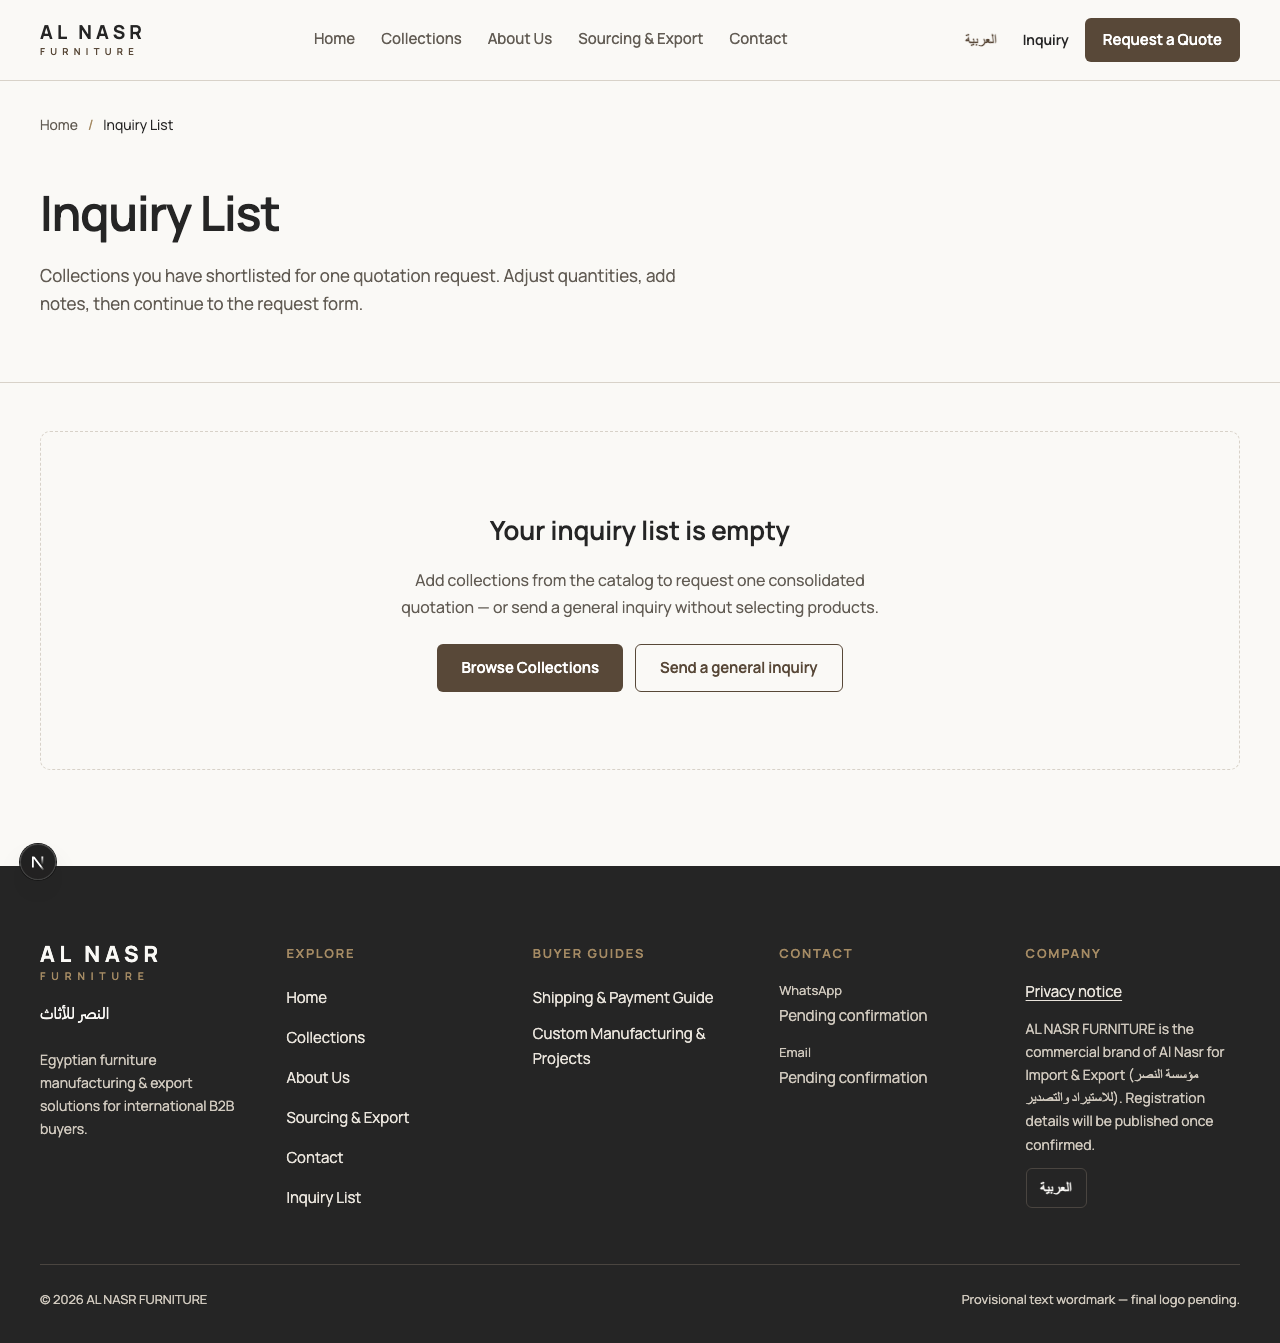 AL NASR
FURNITURE
Home
Collections
About Us
Sourcing & Export
Contact
العربية
Inquiry
Request a Quote
Home / Inquiry List
Inquiry List
Collections you have shortlisted for one quotation request. Adjust quantities, add
notes, then continue to the request form.
Your inquiry list is empty
Add collections from the catalog to request one consolidated
quotation — or send a general inquiry without selecting products.
Browse Collections
Send a general inquiry
N
AL NASR
FURNITURE
النصر للأثاث
Egyptian furniture
manufacturing & export
solutions for international B2B
buyers.
EXPLORE
Home
Collections
About Us
Sourcing & Export
Contact
Inquiry List
BUYER GUIDES
Shipping & Payment Guide
Custom Manufacturing &
Projects
CONTACT
WhatsApp
Pending confirmation
Email
Pending confirmation
COMPANY
Privacy notice
AL NASR FURNITURE is the
commercial brand of Al Nasr for
Import & Export (مؤسسة النصر
للاستيراد والتصدير). Registration
details will be published once
confirmed.
العربية
© 2026 AL NASR FURNITURE
Provisional text wordmark — final logo pending.